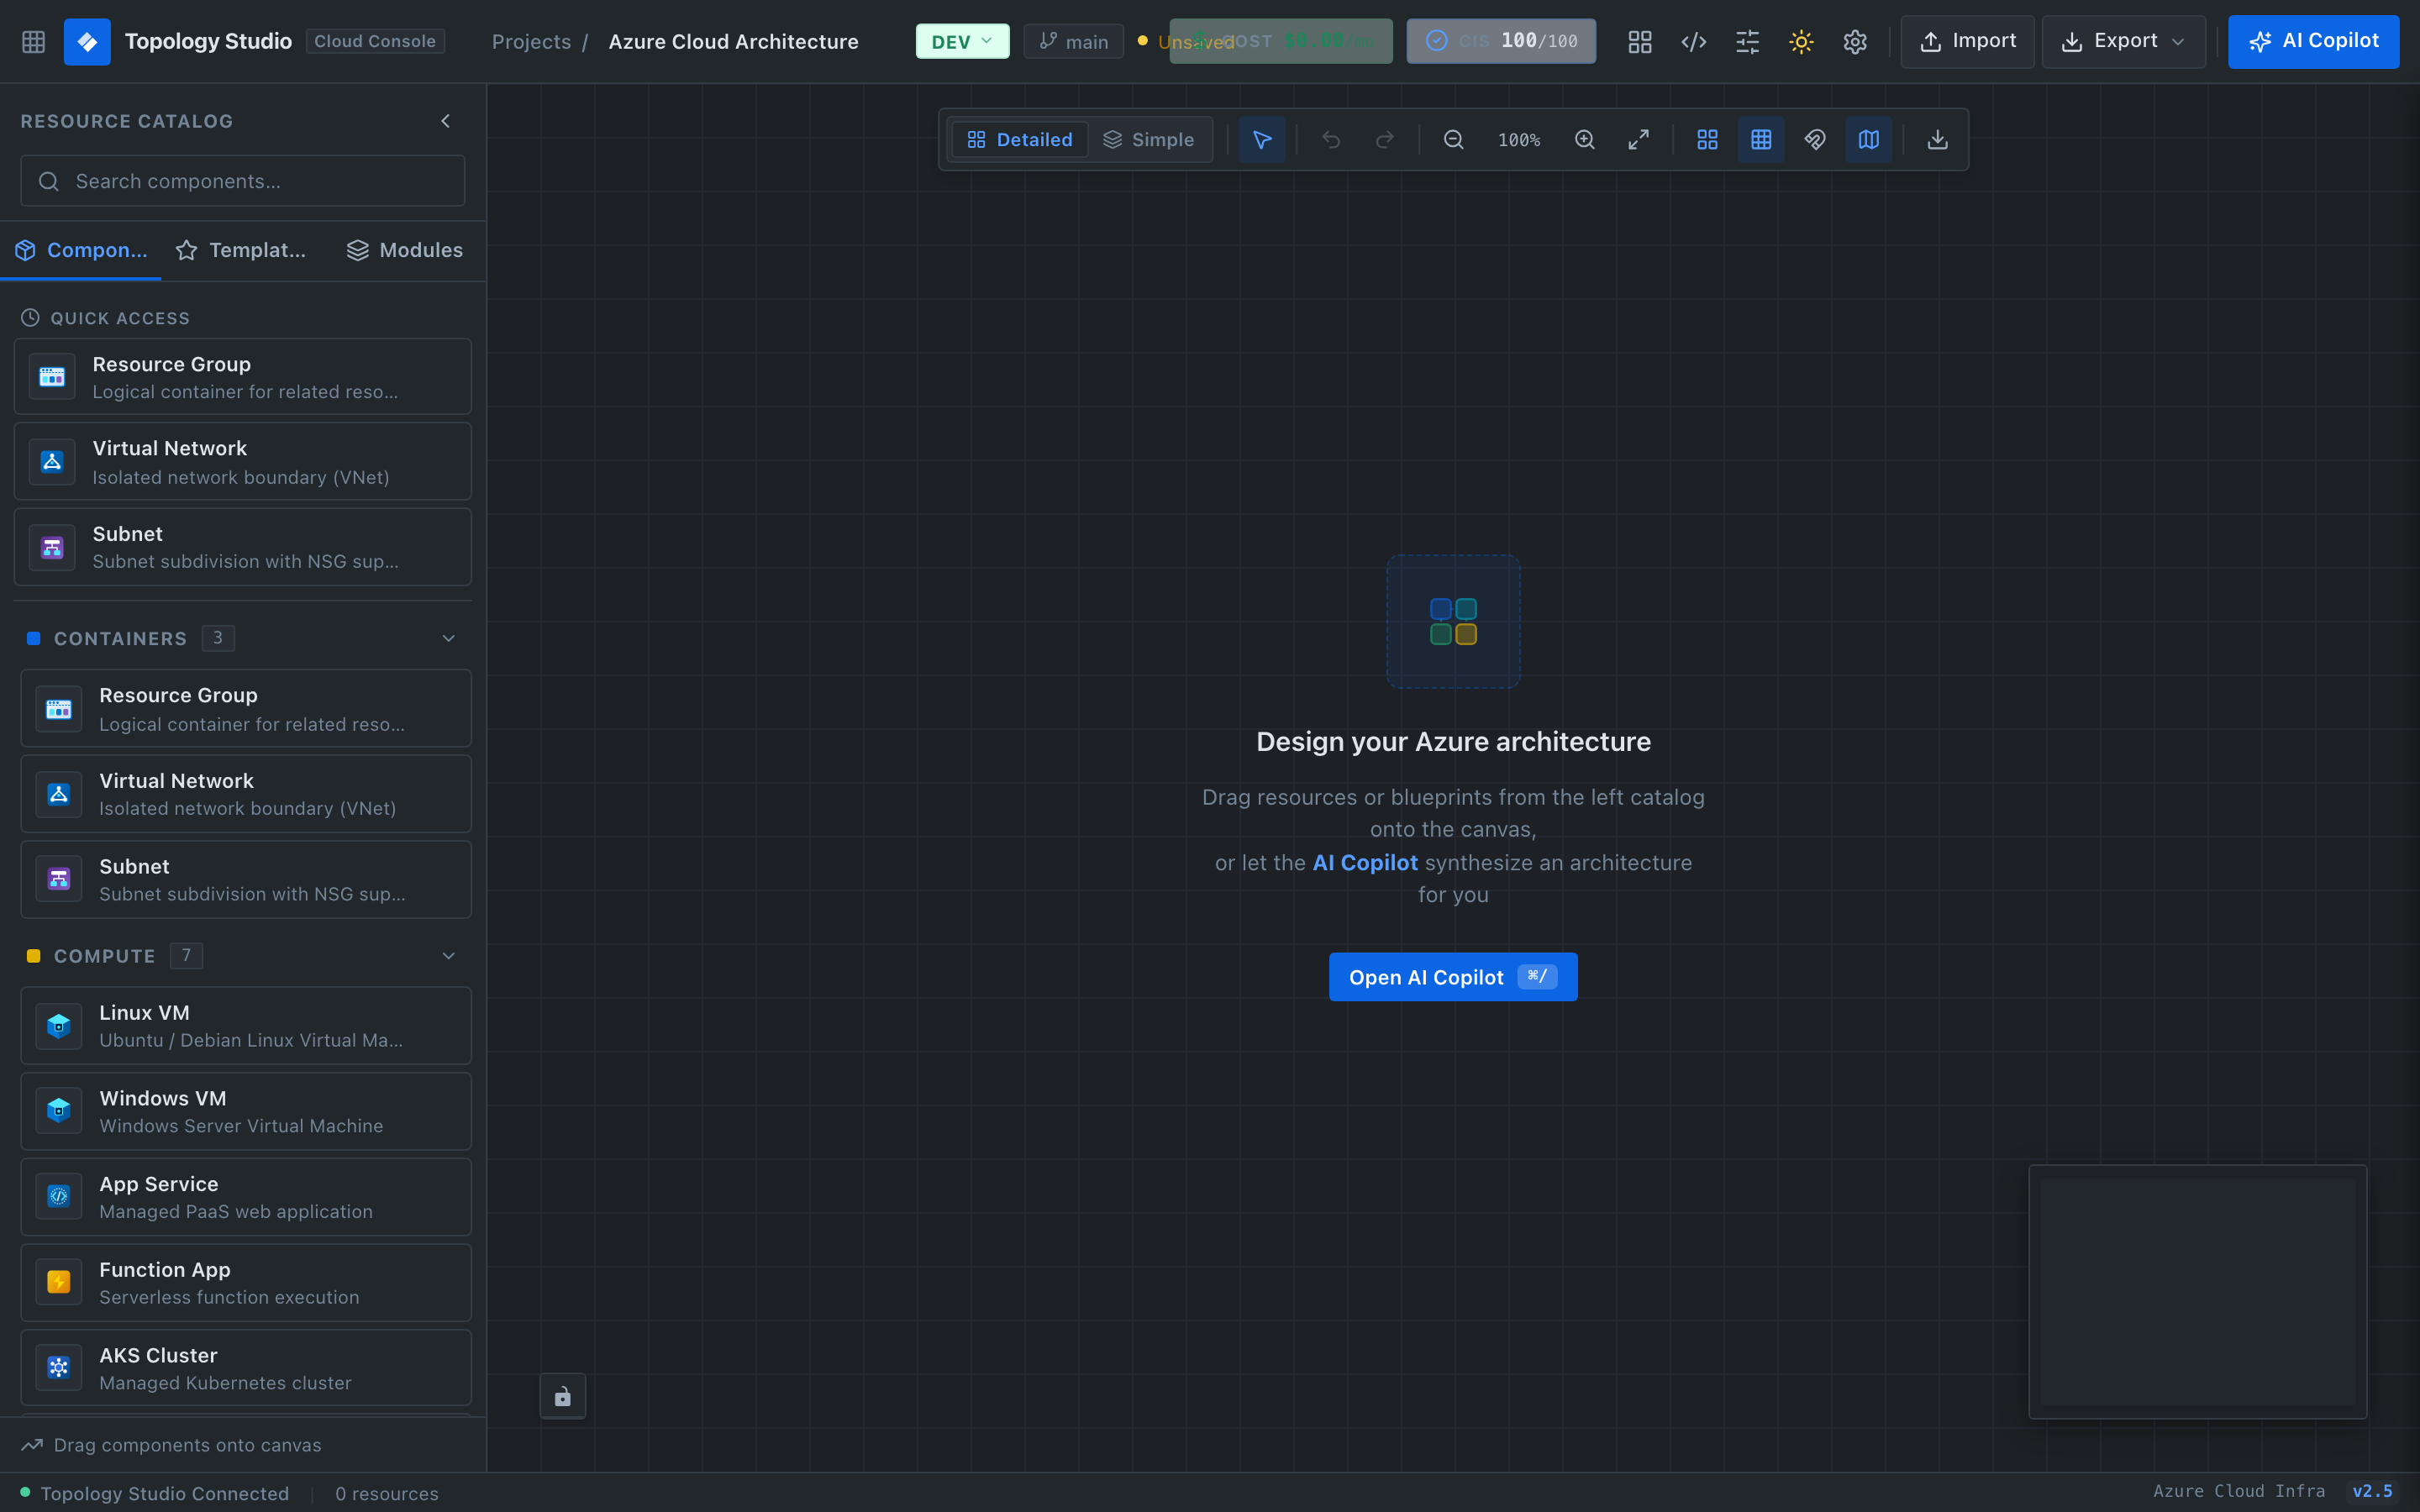 Topology Studio
Cloud Console
Projects / Azure Cloud Architecture
DEV
main
Unsaved
COST $0.00/mo
CIS 100/100
Import
Export
AI Copilot
RESOURCE CATALOG
Search components...
Compon...
Templat...
Modules
Detailed
Simple
100%
QUICK ACCESS
Resource Group
Logical container for related reso...
Virtual Network
Isolated network boundary (VNet)
Subnet
Subnet subdivision with NSG sup...
CONTAINERS 3
Resource Group
Logical container for related reso...
Virtual Network
Isolated network boundary (VNet)
Subnet
Subnet subdivision with NSG sup...
COMPUTE 7
Linux VM
Ubuntu / Debian Linux Virtual Ma...
Windows VM
Windows Server Virtual Machine
App Service
Managed PaaS web application
Function App
Serverless function execution
AKS Cluster
Managed Kubernetes cluster
Drag components onto canvas
Design your Azure architecture
Drag resources or blueprints from the left catalog
onto the canvas,
or let the AI Copilot synthesize an architecture
for you
Open AI Copilot ⌘/
Topology Studio Connected
0 resources
Azure Cloud Infra
v2.5